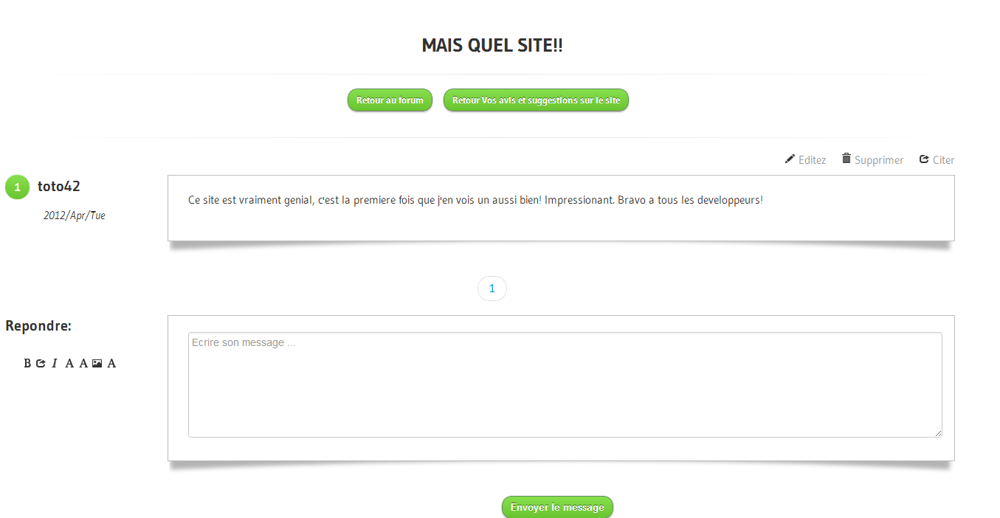 MAIS QUEL SITE!!
Retour au forum Retour Vos avis et suggestions sur le site
Editez Supprimer Citer
1 toto42
2012/Apr/Tue
Ce site est vraiment genial, c'est la premiere fois que j'en vois un aussi bien! Impressionant. Bravo a tous les developpeurs!
1
Repondre:
Ecrire son message ...
B I A A A
Envoyer le message